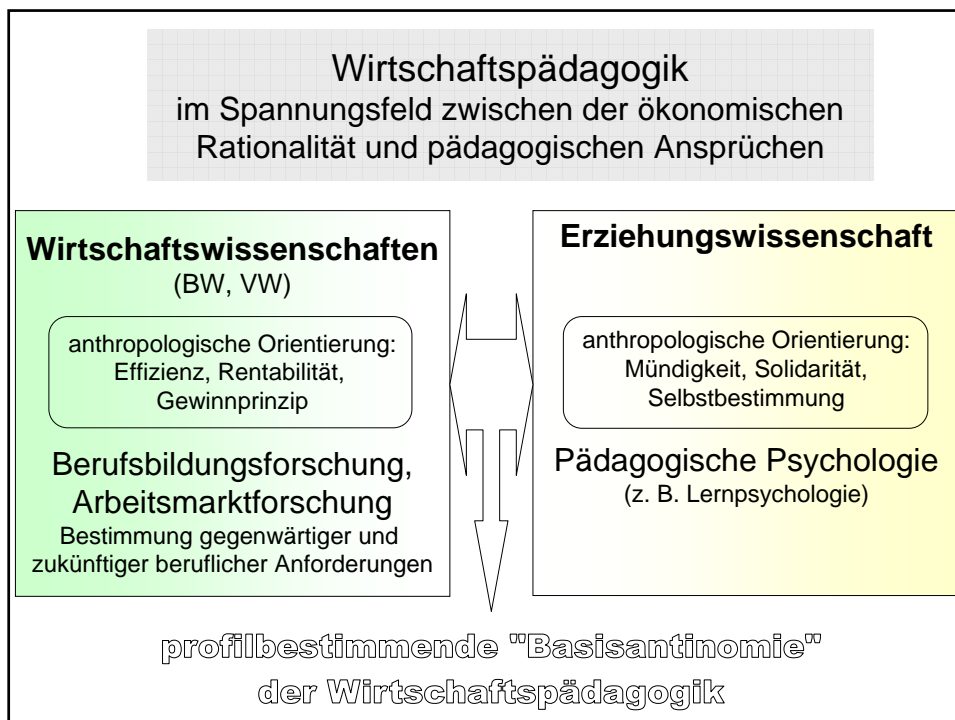 Wirtschaftspädagogik
im Spannungsfeld zwischen der ökonomischen
Rationalität und pädagogischen Ansprüchen
Wirtschaftswissenschaften
(BW, VW)
anthropologische Orientierung:
Effizienz, Rentabilität,
Gewinnprinzip
Berufsbildungsforschung,
Arbeitsmarktforschung
Bestimmung gegenwärtiger und
zukünftiger beruflicher Anforderungen
Erziehungswissenschaft
anthropologische Orientierung:
Mündigkeit, Solidarität,
Selbstbestimmung
Pädagogische Psychologie
(z. B. Lernpsychologie)
profilbestimmende "Basisantinomie"
der Wirtschaftspädagogik